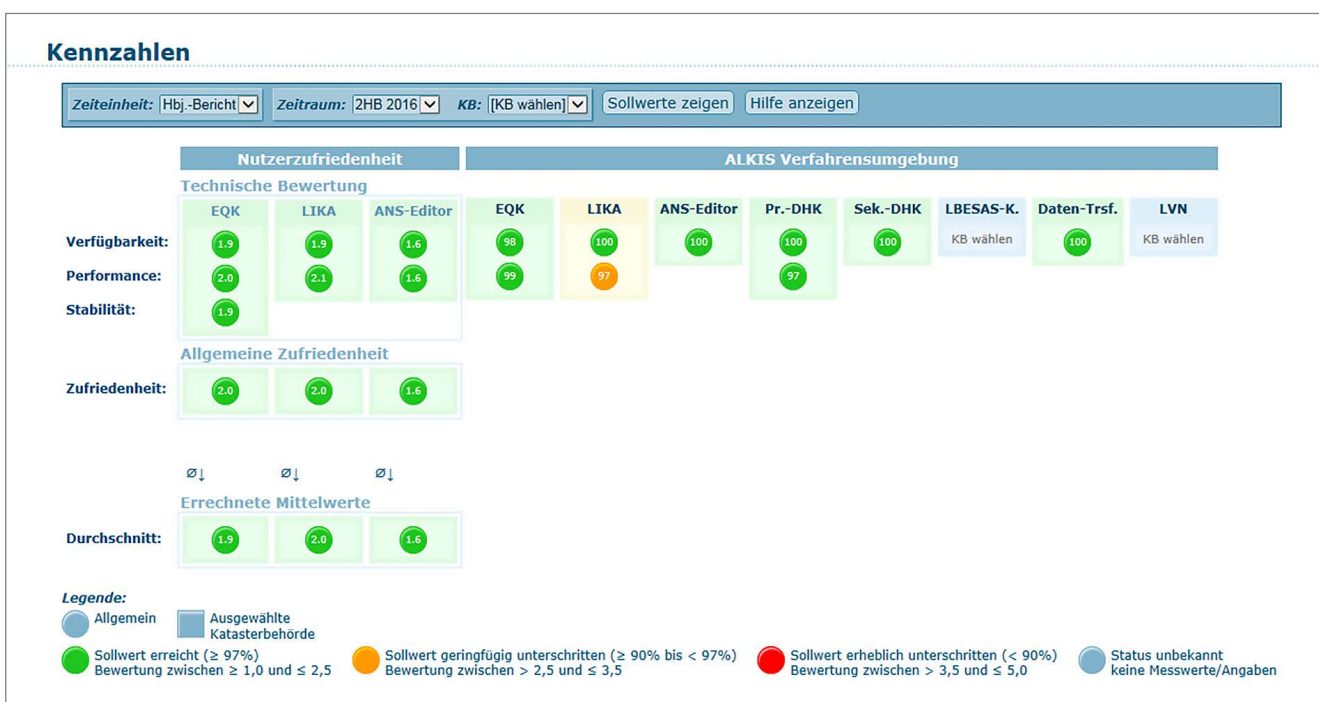 Kennzahlen
Zeiteinheit: Hbj.-Bericht Zeitraum: 2HB 2016 KB: [KB wählen] Sollwerte zeigen Hilfe anzeigen
Nutzerzufriedenheit ALKIS Verfahrensumgebung
Technische Bewertung
EQK LIKA ANS-Editor EQK LIKA ANS-Editor Pr.-DHK Sek.-DHK LBESAS-K. Daten-Trsf. LVN
Verfügbarkeit: 1.9 1.9 1.6 98 100 100 100 100 KB wählen 100 KB wählen
Performance: 2.0 2.1 1.6 99 97 97
Stabilität: 1.9
Allgemeine Zufriedenheit
Zufriedenheit: 2.0 2.0 1.6
⌀↓ ⌀↓ ⌀↓
Errechnete Mittelwerte
Durchschnitt: 1.9 2.0 1.6
Legende:
Allgemein Ausgewählte
Katasterbehörde
Sollwert erreicht (≥ 97%) Sollwert geringfügig unterschritten (≥ 90% bis < 97%) Sollwert erheblich unterschritten (< 90%) Status unbekannt
Bewertung zwischen ≥ 1,0 und ≤ 2,5 Bewertung zwischen > 2,5 und ≤ 3,5 Bewertung zwischen > 3,5 und ≤ 5,0 keine Messwerte/Angaben